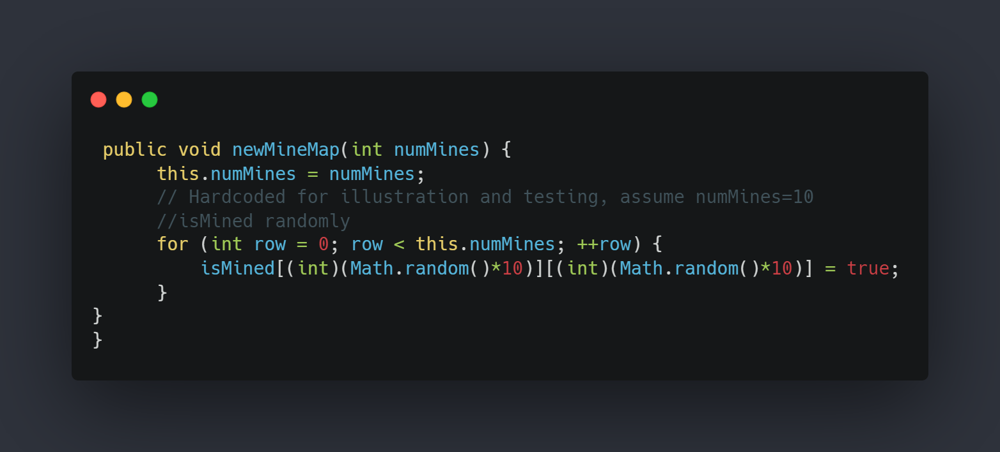 public void newMineMap(int numMines) {
this.numMines = numMines;
// Hardcoded for illustration and testing, assume numMines=10
//isMined randomly
for (int row = 0; row < this.numMines; ++row) {
isMined[(int)(Math.random()*10)][(int)(Math.random()*10)] = true;
}
}
}